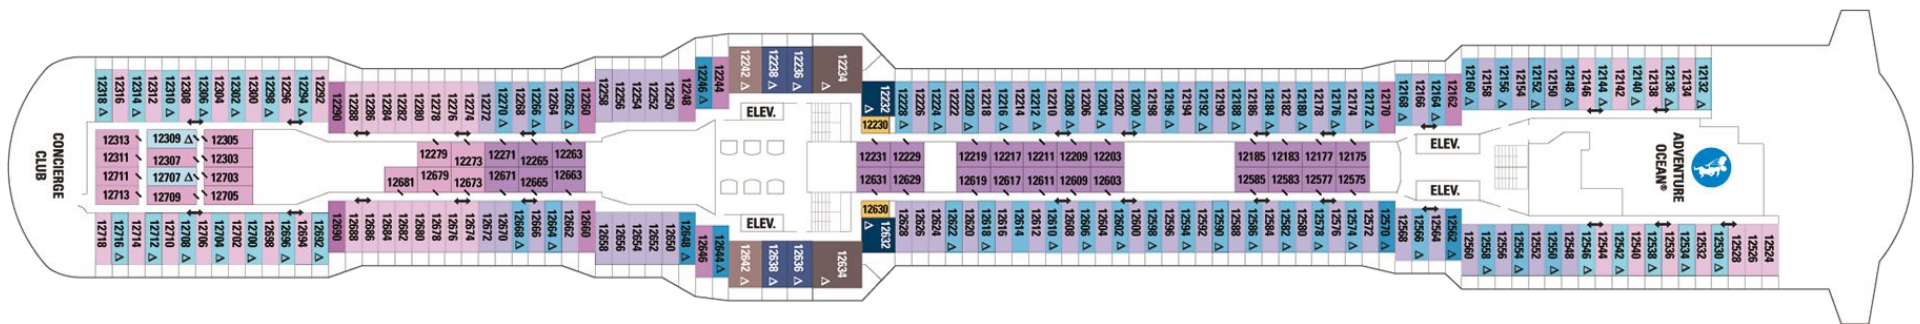 12318 12316 12314 12312 12310 12308 12306 12304 12302 12300 12298 12296 12294 12292 12290 12288 12286 12284 12282 12280 12278 12276 12274 12272 12270 12268 12266 12264 12262 12260 12258 12256 12254 12252 12250 12248 12246 12244 12242 12238 12236 12234 12232 12228 12226 12224 12222 12220 12218 12216 12214 12212 12210 12208 12206 12204 12202 12200 12198 12196 12194 12192 12190 12188 12186 12184 12182 12180 12178 12176 12174 12172 12170 12168 12166 12164 12162 12160 12158 12156 12154 12152 12150 12148 12146 12144 12142 12140 12138 12136 12134 12132
ELEV.
12230
12313 12309 12305
12311 12307 12303
12711 12707 12703
12713 12709 12705
CONCIERGE
CLUB
12279 12273 12271 12265 12263
12681 12679 12673 12671 12665 12663
12231 12229 12219 12217 12211 12209 12203 12185 12183 12177 12175
12631 12629 12619 12617 12611 12609 12603 12585 12583 12577 12575
ELEV.
ELEV.
ADVENTURE
OCEAN®
ELEV.
12630
12718 12716 12714 12712 12710 12708 12706 12704 12702 12700 12698 12696 12694 12692 12690 12688 12686 12684 12680 12678 12676 12674 12672 12670 12668 12666 12664 12662 12660 12658 12656 12654 12652 12650 12648 12646 12644 12642 12638 12636 12634 12632 12628 12626 12624 12622 12620 12618 12616 12614 12612 12610 12608 12606 12604 12602 12600 12598 12596 12594 12592 12590 12588 12586 12584 12582 12580 12578 12576 12574 12572 12570 12568 12566 12564 12562 12560 12558 12556 12554 12552 12550 12548 12546 12544 12542 12540 12538 12536 12534 12532 12530 12528 12526 12524